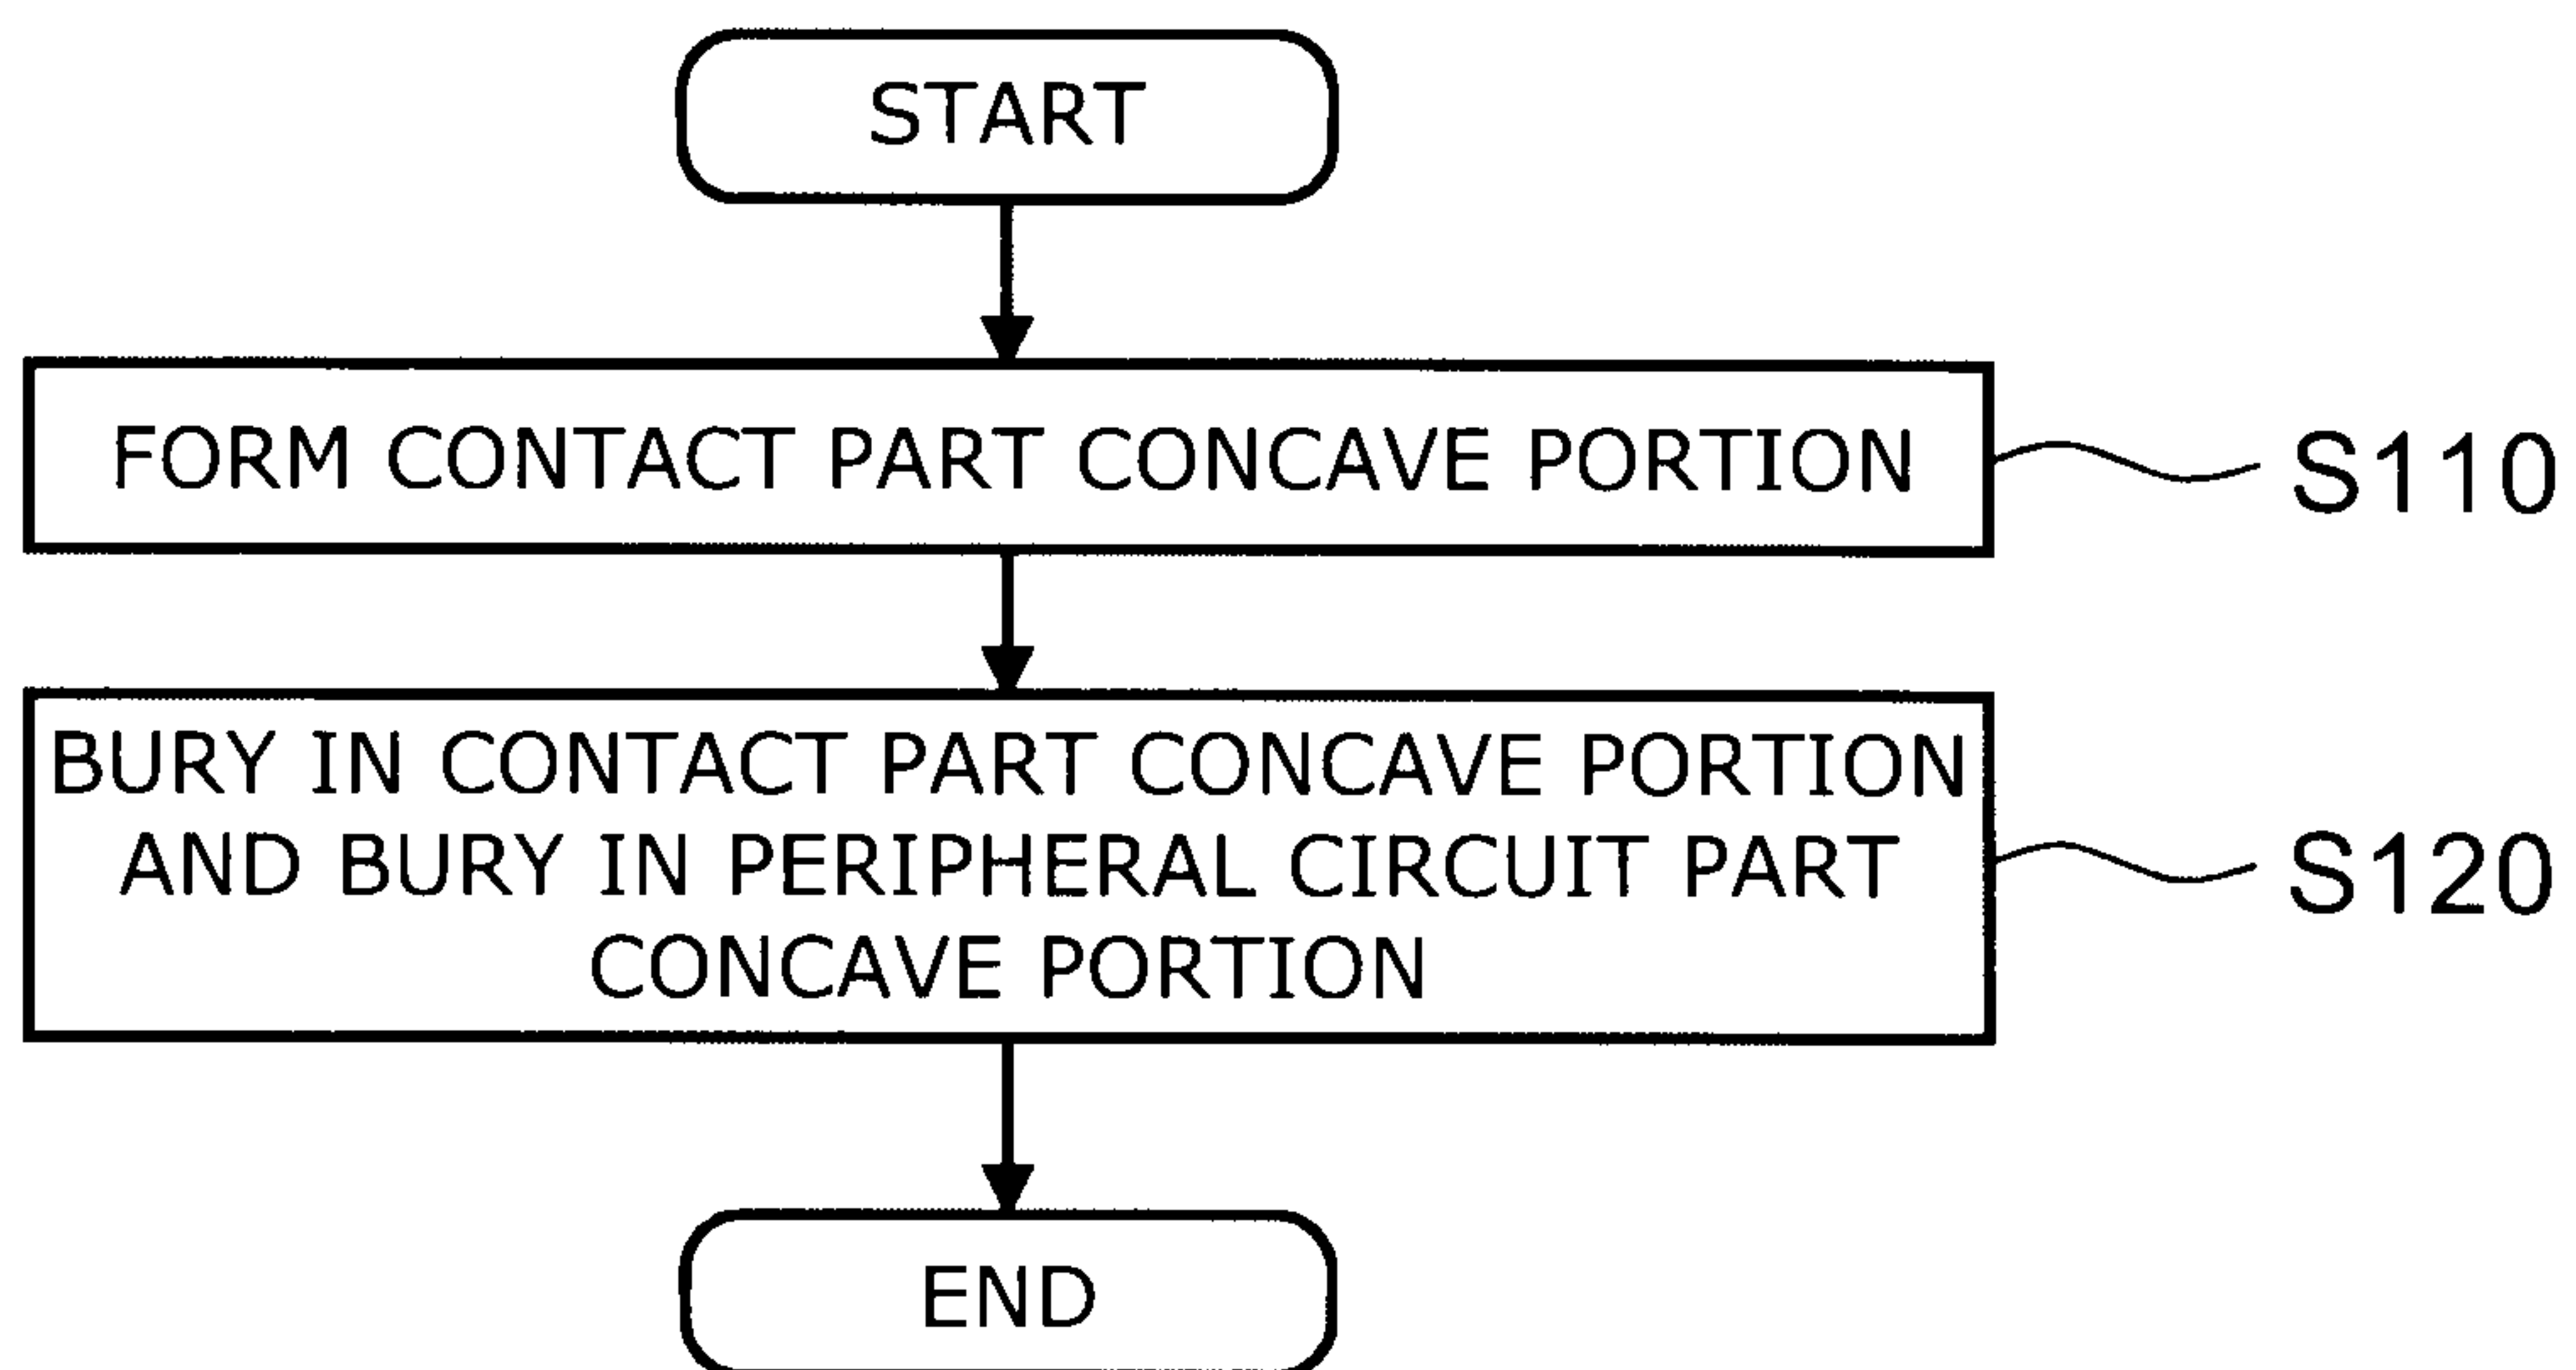 START
FORM CONTACT PART CONCAVE PORTION
S110
BURY IN CONTACT PART CONCAVE PORTION
AND BURY IN PERIPHERAL CIRCUIT PART
CONCAVE PORTION
S120
END